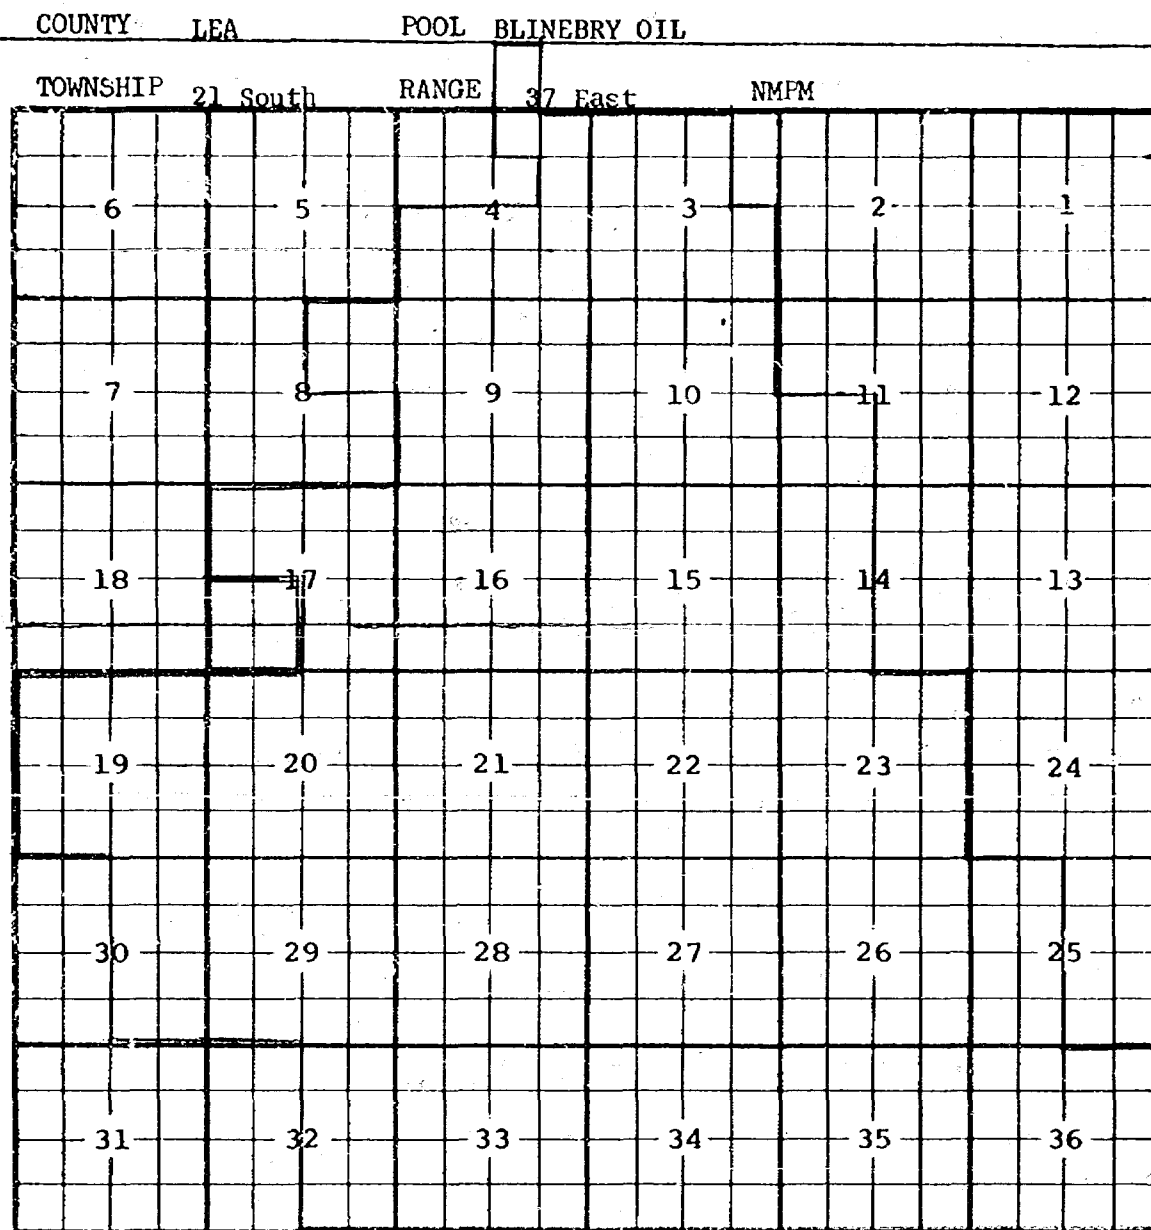 COUNTY LEA POOL BLINEBRY OIL
TOWNSHIP 21 South RANGE 37 East NMPM
6 5 4 3 2 1
7 8 9 10 11 12
18 17 16 15 14 13
19 20 21 22 23 24
30 29 28 27 26 25
31 32 33 34 35 36